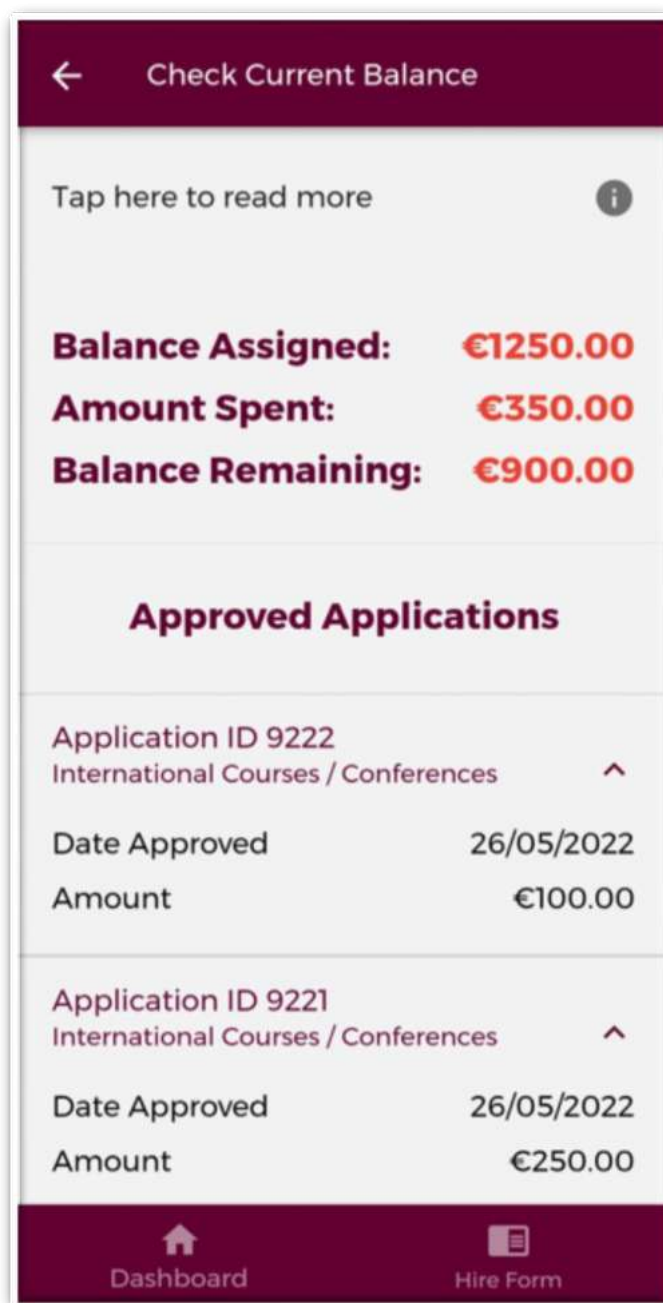 Check Current Balance
Tap here to read more
Balance Assigned: €1250.00
Amount Spent: €350.00
Balance Remaining: €900.00
Approved Applications
Application ID 9222
International Courses / Conferences
Date Approved 26/05/2022
Amount €100.00
Application ID 9221
International Courses / Conferences
Date Approved 26/05/2022
Amount €250.00
Dashboard Hire Form